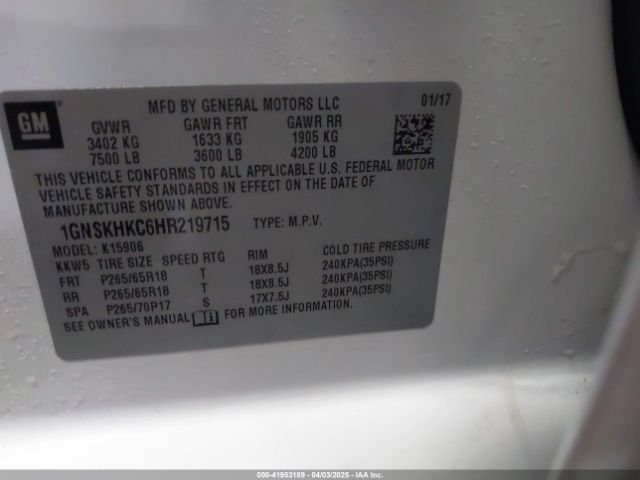 GM
MFD BY GENERAL MOTORS LLC 01/17
GVWR GAWR FRT GAWR RR
3402 KG 1633 KG 1905 KG
7500 LB 3600 LB 4200 LB
THIS VEHICLE CONFORMS TO ALL APPLICABLE U.S. FEDERAL MOTOR
VEHICLE SAFETY STANDARDS IN EFFECT ON THE DATE OF
MANUFACTURE SHOWN ABOVE.
1GNSKHKC6HR219715 TYPE: M.P.V.
MODEL: K15906
KKW5 TIRE SIZE SPEED RTG RIM COLD TIRE PRESSURE
FRT P265/65R18 T 18X8.5J 240KPA(35PSI)
RR P265/65R18 T 18X8.5J 240KPA(35PSI)
SPA P265/70P17 S 17X7.5J 240KPA(35PSI)
SEE OWNER'S MANUAL FOR MORE INFORMATION.
000-41953189 - 04/03/2025 - IAA Inc.